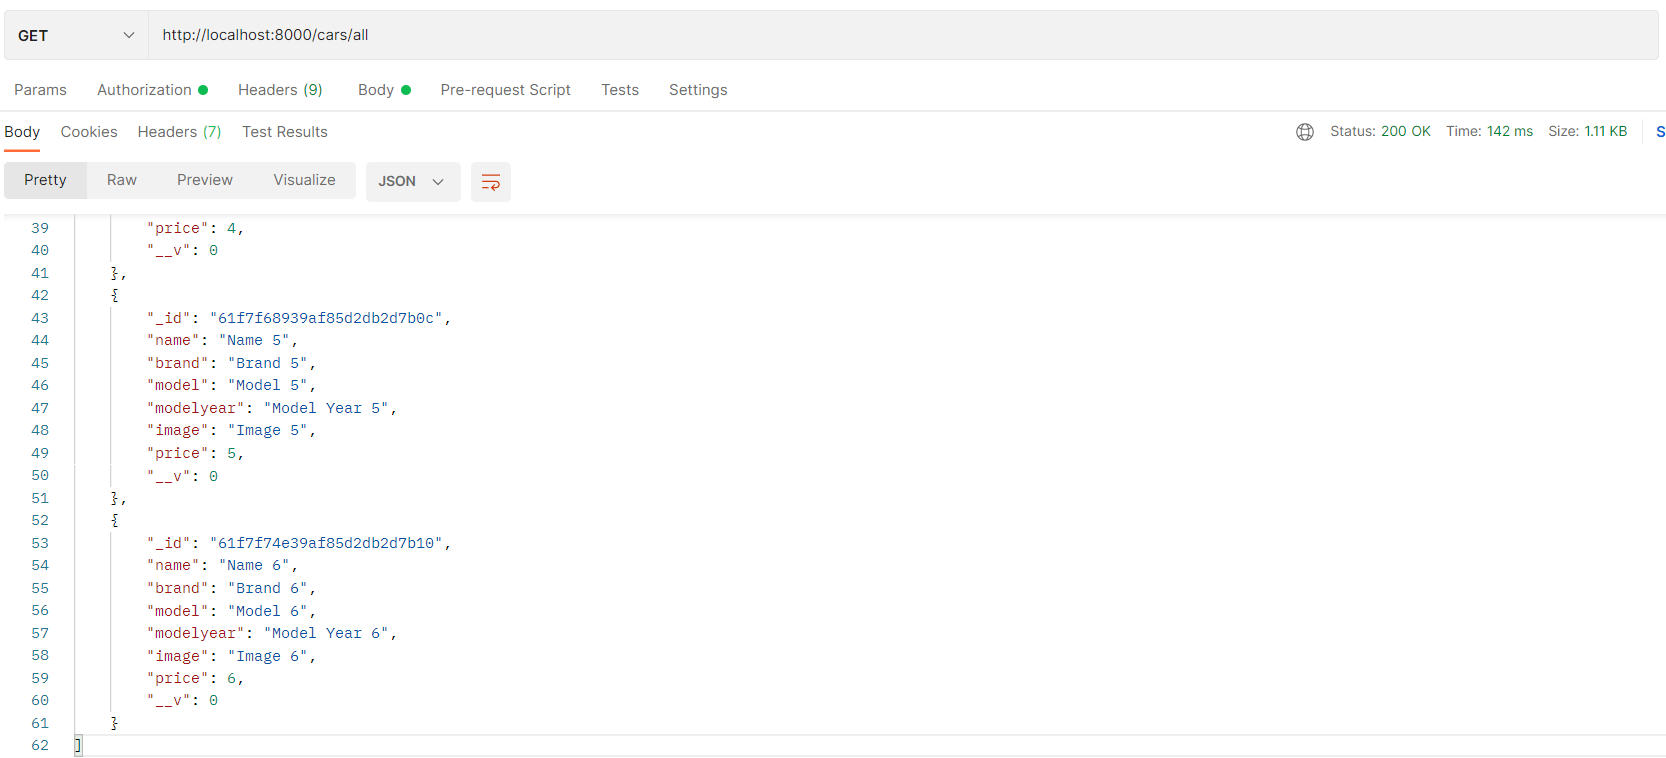 GET http://localhost:8000/cars/all
Params Authorization Headers (9) Body Pre-request Script Tests Settings
Body Cookies Headers (7) Test Results Status: 200 OK Time: 142 ms Size: 1.11 KB S
Pretty Raw Preview Visualize JSON
39 "price": 4,
40 "__v": 0
41 },
42 {
43 "_id": "61f7f68939af85d2db2d7b0c",
44 "name": "Name 5",
45 "brand": "Brand 5",
46 "model": "Model 5",
47 "modelyear": "Model Year 5",
48 "image": "Image 5",
49 "price": 5,
50 "__v": 0
51 },
52 {
53 "_id": "61f7f74e39af85d2db2d7b10",
54 "name": "Name 6",
55 "brand": "Brand 6",
56 "model": "Model 6",
57 "modelyear": "Model Year 6",
58 "image": "Image 6",
59 "price": 6,
60 "__v": 0
61 }
62 ]